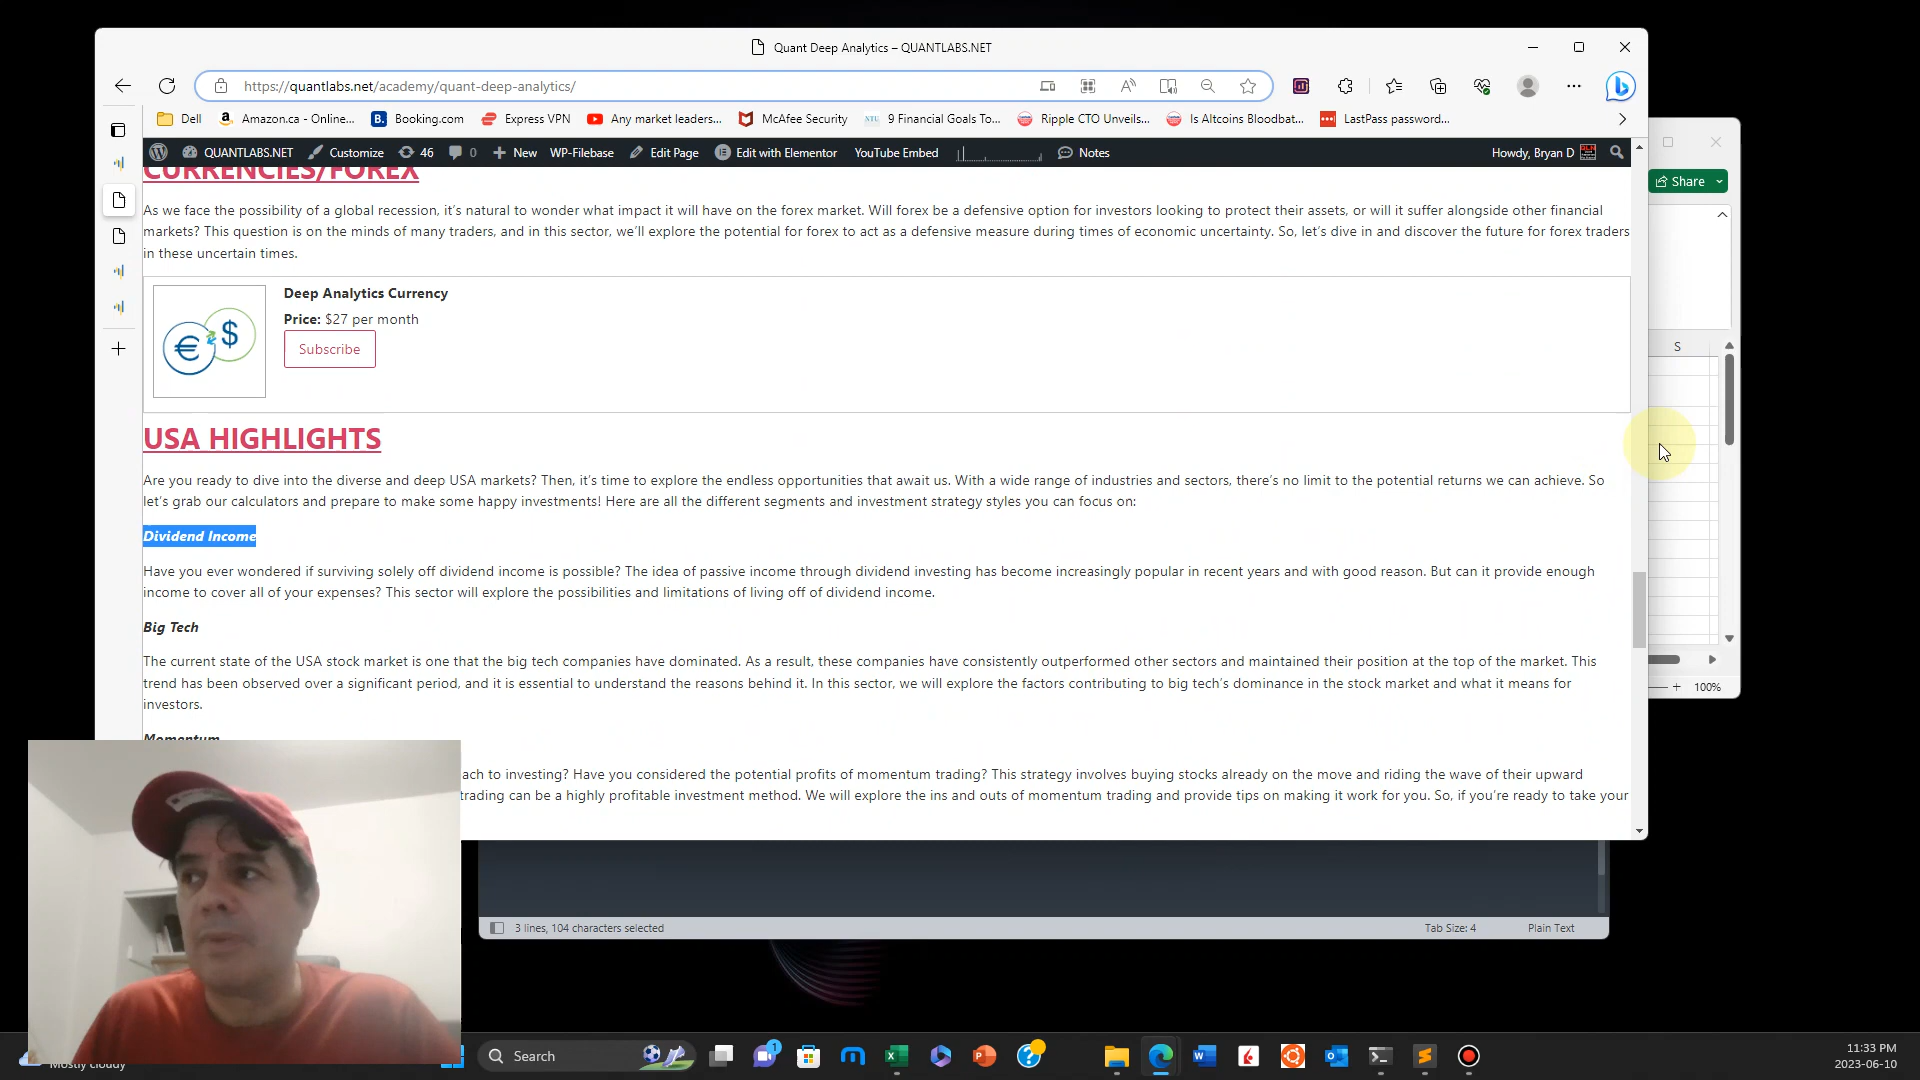 Quant Deep Analytics – QUANTLABS.NET
https://quantlabs.net/academy/quant-deep-analytics/
Dell
Amazon.ca - Online...
Booking.com
Express VPN
Any market leaders...
McAfee Security
9 Financial Goals To...
Ripple CTO Unveils...
Is Altcoins Bloodbat...
LastPass password...
QUANTLABS.NET
Customize
46
0
New
WP-Filebase
Edit Page
Edit with Elementor
YouTube Embed
Notes
Howdy, Bryan D
Share
CURRENCIES/FOREX
As we face the possibility of a global recession, it's natural to wonder what impact it will have on the forex market. Will forex be a defensive option for investors looking to protect their assets, or will it suffer alongside other financial
markets? This question is on the minds of many traders, and in this sector, we'll explore the potential for forex to act as a defensive measure during times of economic uncertainty. So, let's dive in and discover the future for forex traders
in these uncertain times.
Deep Analytics Currency
Price: $27 per month
Subscribe
S
USA HIGHLIGHTS
Are you ready to dive into the diverse and deep USA markets? Then, it's time to explore the endless opportunities that await us. With a wide range of industries and sectors, there's no limit to the potential returns we can achieve. So
let's grab our calculators and prepare to make some happy investments! Here are all the different segments and investment strategy styles you can focus on:
Dividend Income
Have you ever wondered if surviving solely off dividend income is possible? The idea of passive income through dividend investing has become increasingly popular in recent years and with good reason. But can it provide enough
income to cover all of your expenses? This sector will explore the possibilities and limitations of living off of dividend income.
Big Tech
The current state of the USA stock market is one that the big tech companies have dominated. As a result, these companies have consistently outperformed other sectors and maintained their position at the top of the market. This
trend has been observed over a significant period, and it is essential to understand the reasons behind it. In this sector, we will explore the factors contributing to big tech's dominance in the stock market and what it means for
investors.
100%
Momentum
ach to investing? Have you considered the potential profits of momentum trading? This strategy involves buying stocks already on the move and riding the wave of their upward
trading can be a highly profitable investment method. We will explore the ins and outs of momentum trading and provide tips on making it work for you. So, if you're ready to take your
3 lines, 104 characters selected
Tab Size: 4
Plain Text
Mostly cloudy
Search
1
11:33 PM
2023-06-10